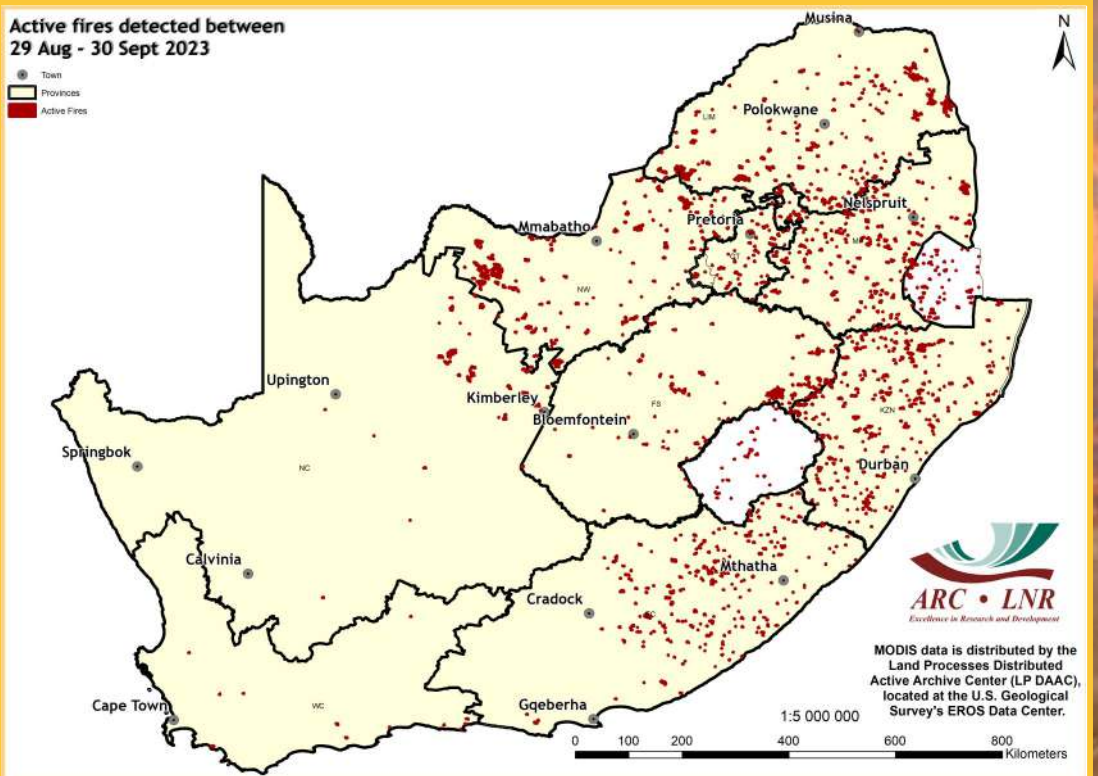 Active fires detected between
29 Aug - 30 Sept 2023
Town
Provinces
Active Fires
N
Musina
LIM
Polokwane
Nelspruit
Pretoria
Mmabatho
GT
NW
Upington
Kimberley
FS
Bloemfontein
KZN
Springbok
NC
Durban
Calvinia
Mthatha
Cradock
EC
Cape Town
WC
Gqeberha
ARC • LNR
Excellence in Research and Development
MODIS data is distributed by the
Land Processes Distributed
Active Archive Center (LP DAAC),
located at the U.S. Geological
Survey's EROS Data Center.
1:5 000 000
0 100 200 400 600 800
Kilometers